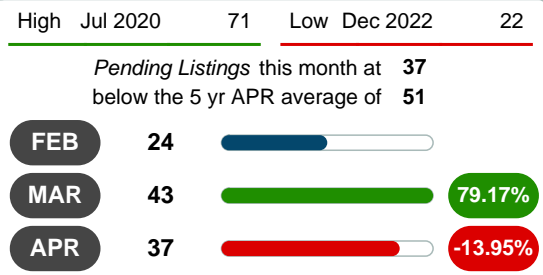 High Jul 2020 71 Low Dec 2022 22
Pending Listings this month at 37
below the 5 yr APR average of 51
FEB 24
MAR 43 79.17%
APR 37 -13.95%